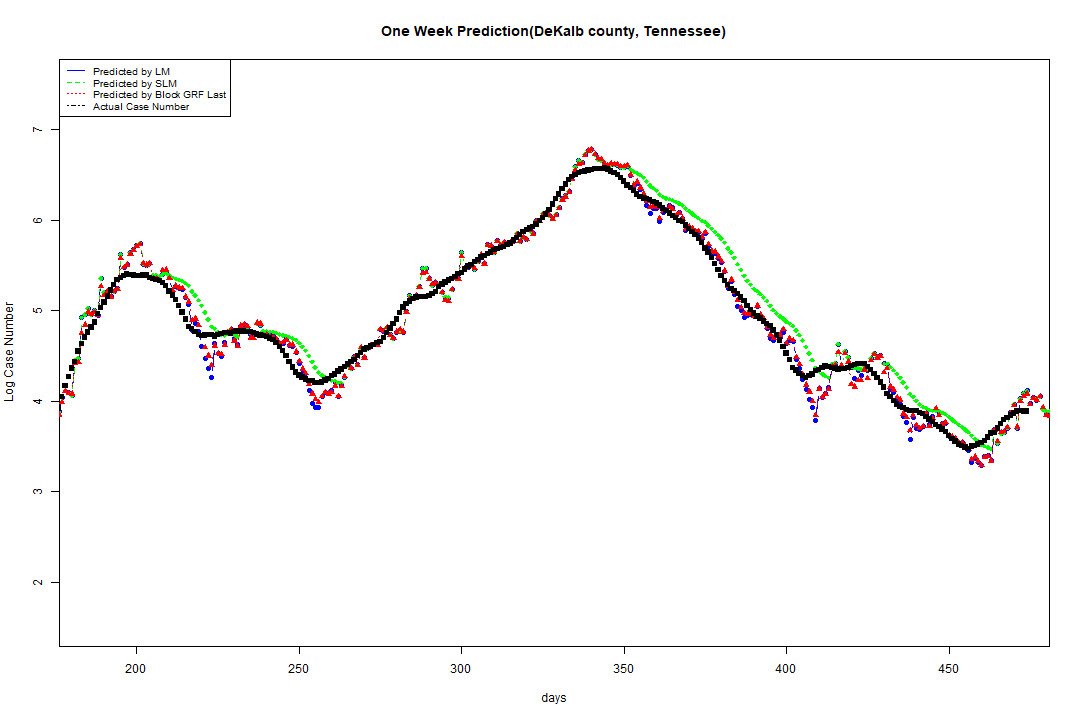 One Week Prediction(DeKalb county, Tennessee)
Predicted by LM
Predicted by SLM
Predicted by Block GRF Last
Actual Case Number
7
6
5
4
3
2
Log Case Number
200 250 300 350 400 450
days